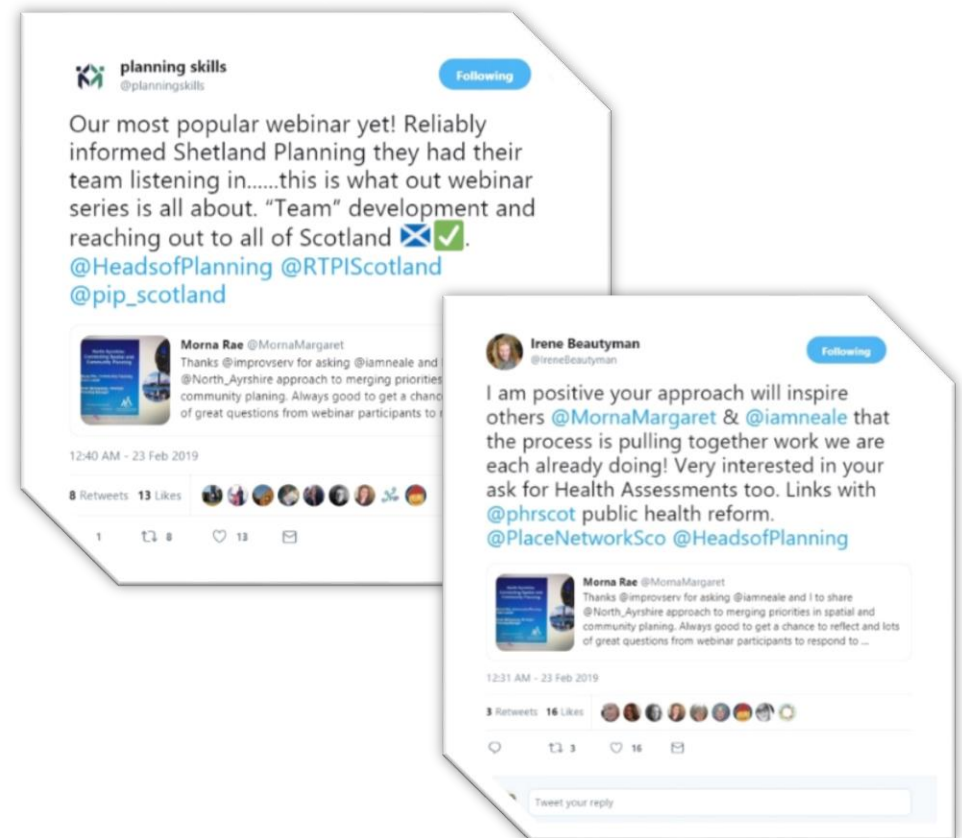 planning skills
@planningskills
Following
Our most popular webinar yet! Reliably
informed Shetland Planning they had their
team listening in......this is what out webinar
series is all about. “Team” development and
reaching out to all of Scotland 🏴󠁧󠁢󠁳󠁣󠁴󠁿✅.
@HeadsofPlanning @RTPIScotland
@pip_scotland
Morna Rae @MornaMargaret
Thanks @improvserv for asking @iamneale and
@North_Ayrshire approach to merging priorities
community planing. Always good to get a chanc
of great questions from webinar participants to
12:40 AM - 23 Feb 2019
8 Retweets 13 Likes
1 8 13
Irene Beautyman
@IreneBeautyman
Following
I am positive your approach will inspire
others @MornaMargaret & @iamneale that
the process is pulling together work we are
each already doing! Very interested in your
ask for Health Assessments too. Links with
@phrscot public health reform.
@PlaceNetworkSco @HeadsofPlanning
Morna Rae @MornaMargaret
Thanks @improvserv for asking @iamneale and I to share
@North_Ayrshire approach to merging priorities in spatial and
community planing. Always good to get a chance to reflect and lots
of great questions from webinar participants to respond to ...
12:31 AM - 23 Feb 2019
3 Retweets 16 Likes
3 16
Tweet your reply